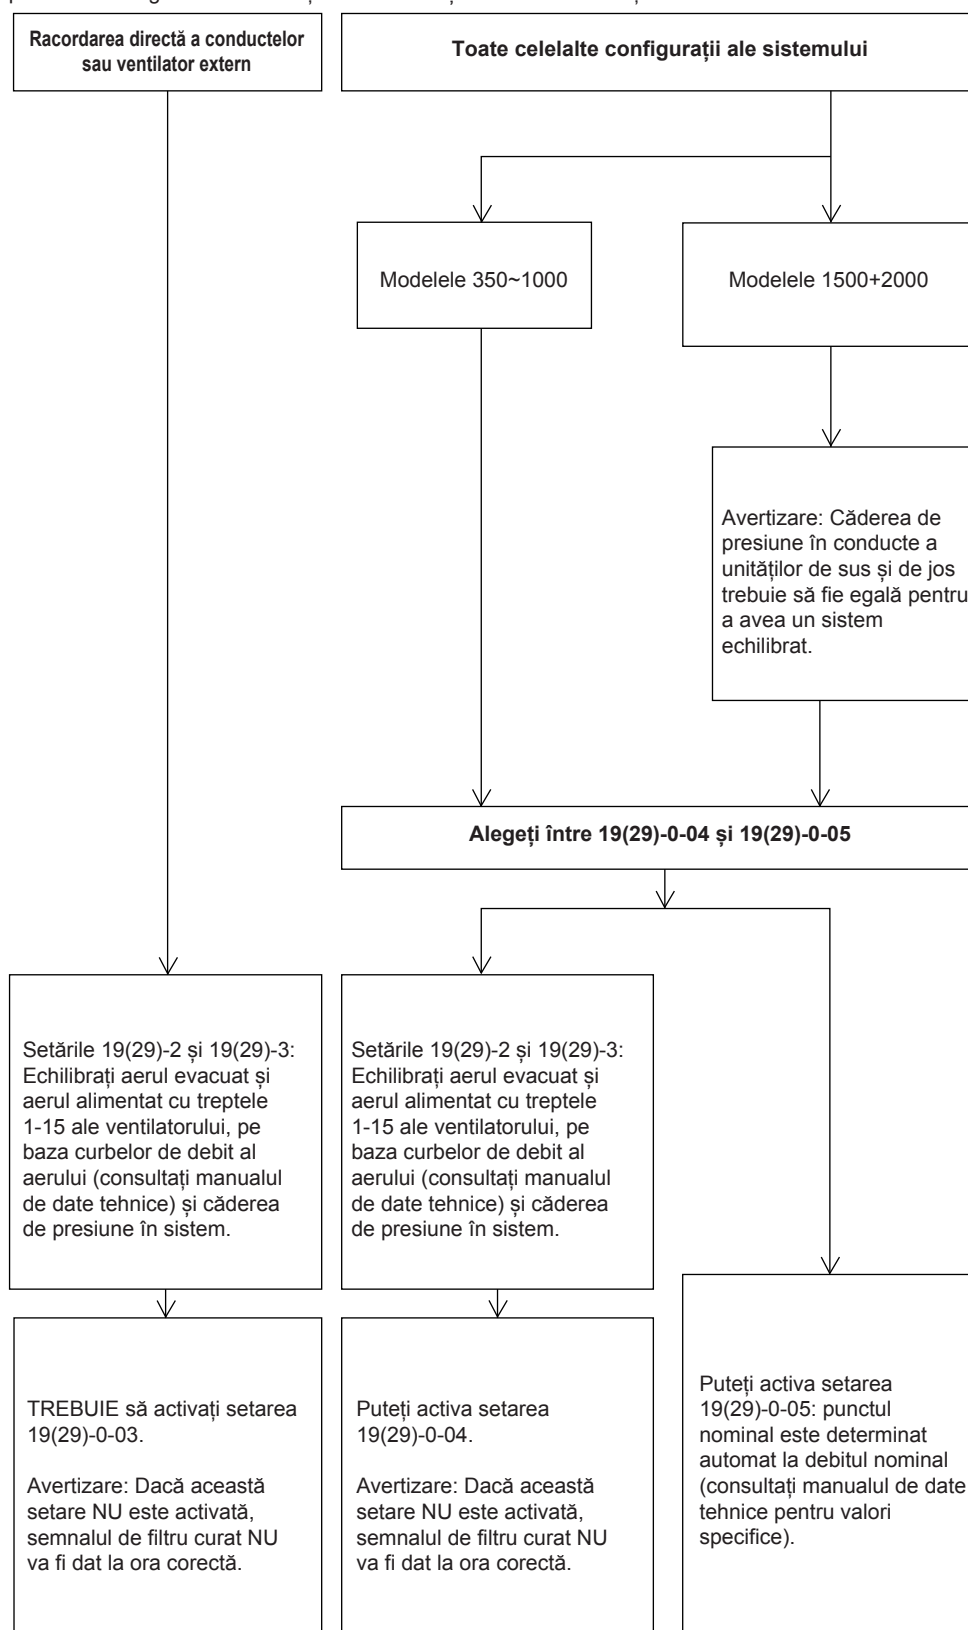 Racordarea directă a conductelor
sau ventilator extern
Toate celelalte configurații ale sistemului
Modelele 350~1000
Modelele 1500+2000
Avertizare: Căderea de
presiune în conducte a
unităților de sus și de jos
trebuie să fie egală pentru
a avea un sistem
echilibrat.
Alegeți între 19(29)-0-04 și 19(29)-0-05
Setările 19(29)-2 și 19(29)-3:
Echilibrați aerul evacuat și
aerul alimentat cu treptele
1-15 ale ventilatorului, pe
baza curbelor de debit al
aerului (consultați manualul
de date tehnice) și căderea
de presiune în sistem.
Setările 19(29)-2 și 19(29)-3:
Echilibrați aerul evacuat și
aerul alimentat cu treptele
1-15 ale ventilatorului, pe
baza curbelor de debit al
aerului (consultați manualul
de date tehnice) și căderea
de presiune în sistem.
TREBUIE să activați setarea
19(29)-0-03.
Avertizare: Dacă această
setare NU este activată,
semnalul de filtru curat NU
va fi dat la ora corectă.
Puteți activa setarea
19(29)-0-04.
Avertizare: Dacă această
setare NU este activată,
semnalul de filtru curat NU
va fi dat la ora corectă.
Puteți activa setarea
19(29)-0-05: punctul
nominal este determinat
automat la debitul nominal
(consultați manualul de date
tehnice pentru valori
specifice).